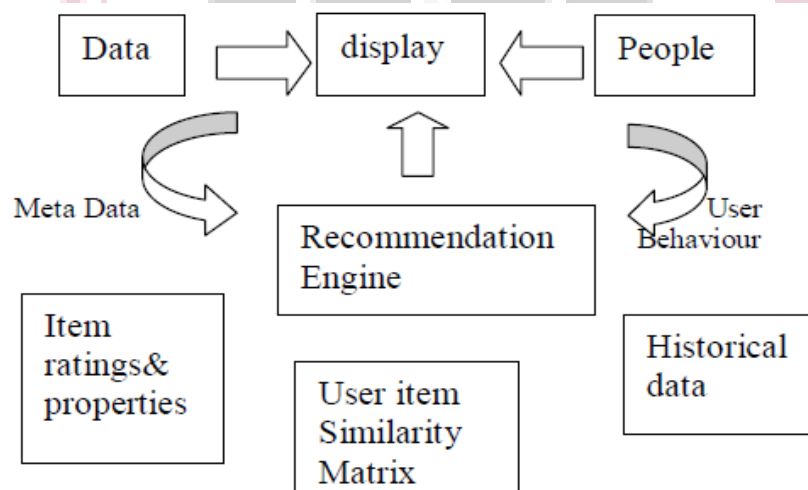 Data
display
People
Meta Data
User
Behaviour
Recommendation
Engine
Item
ratings&
properties
Historical
data
User item
Similarity
Matrix